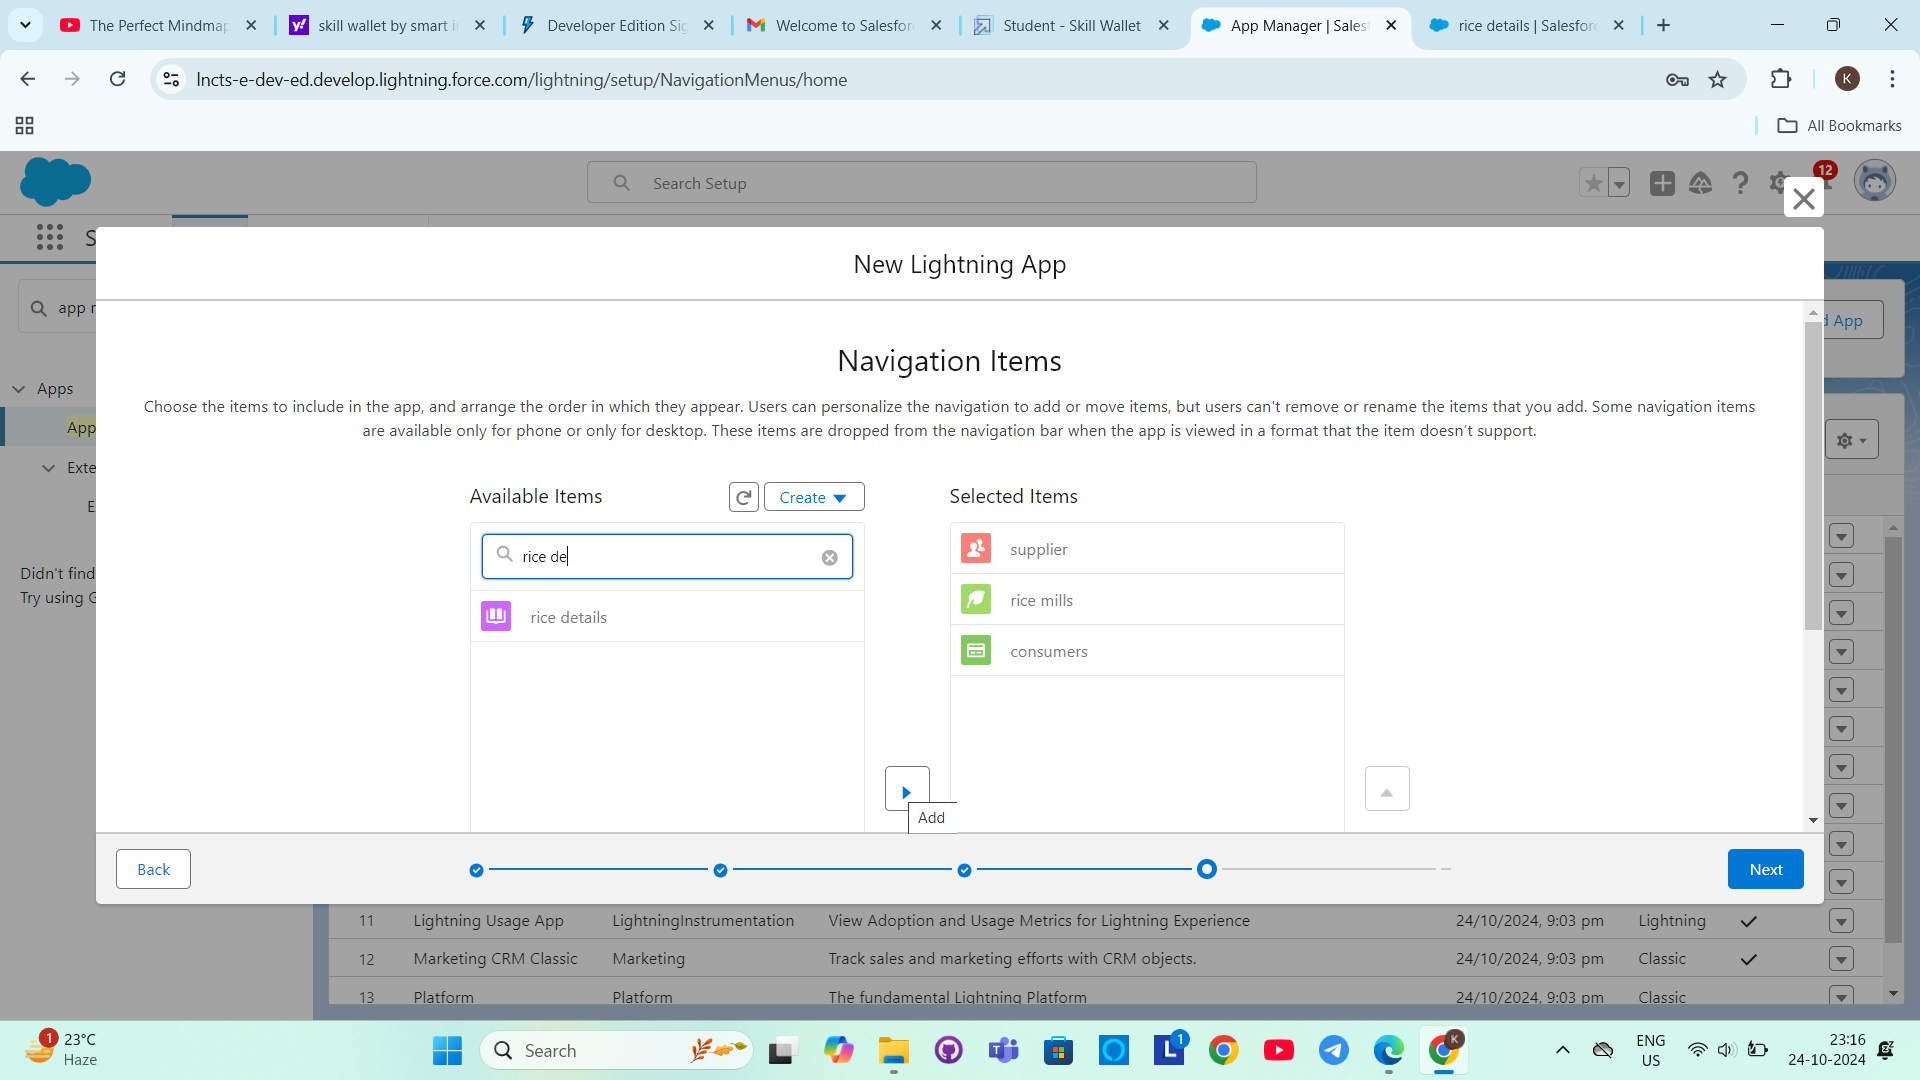 The Perfect Mindmap
skill wallet by smart in
Developer Edition Sig
Welcome to Salesfor
Student - Skill Wallet
App Manager | Salesf
rice details | Salesfor
lncts-e-dev-ed.develop.lightning.force.com/lightning/setup/NavigationMenus/home
K
All Bookmarks
Search Setup
12
S
New Lightning App
app
d App
Navigation Items
Apps
Choose the items to include in the app, and arrange the order in which they appear. Users can personalize the navigation to add or move items, but users can't remove or rename the items that you add. Some navigation items
are available only for phone or only for desktop. These items are dropped from the navigation bar when the app is viewed in a format that the item doesn't support.
App
Exte
E
Available Items
Create
Selected Items
rice de
supplier
rice details
rice mills
consumers
Didn't find
Try using G
Add
Back
Next
11 Lightning Usage App LightningInstrumentation View Adoption and Usage Metrics for Lightning Experience 24/10/2024, 9:03 pm Lightning
12 Marketing CRM Classic Marketing Track sales and marketing efforts with CRM objects. 24/10/2024, 9:03 pm Classic
13 Platform Platform The fundamental Lightning Platform 24/10/2024, 9:03 pm Classic
1
23°C
Haze
Search
1
K
ENG
US
23:16
24-10-2024